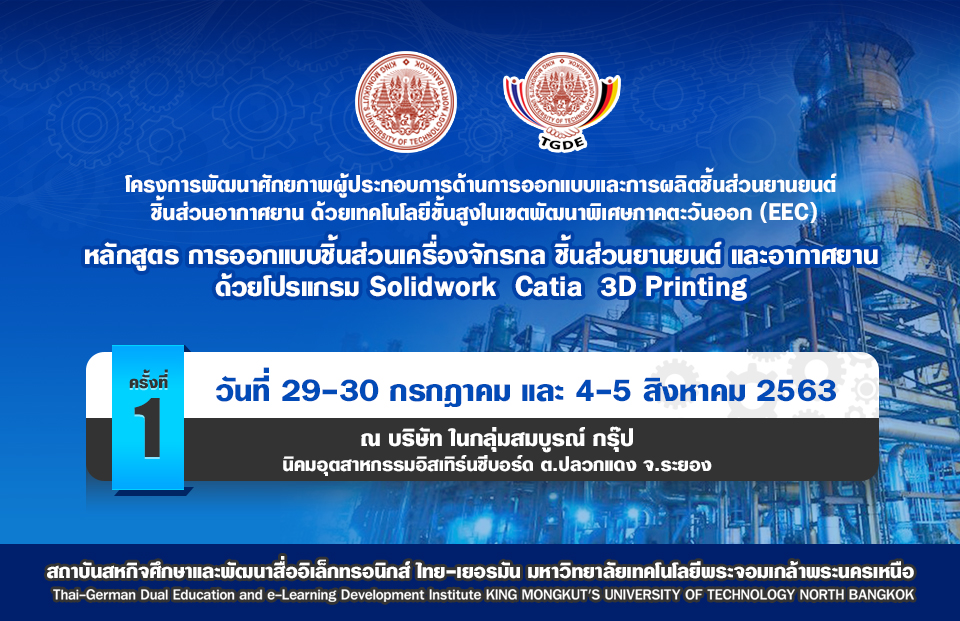 KING MONGKUT'S UNIVERSITY OF TECHNOLOGY NORTH BANGKOK
KING MONGKUT'S UNIVERSITY OF TECHNOLOGY NORTH BANGKOK
TGDE
โครงการพัฒนาศักยภาพผู้ประกอบการด้านการออกแบบและการผลิตชิ้นส่วนยานยนต์
ชิ้นส่วนอากาศยาน ด้วยเทคโนโลยีขั้นสูงในเขตพัฒนาพิเศษภาคตะวันออก (EEC)
หลักสูตร การออกแบบชิ้นส่วนเครื่องจักรกล ชิ้นส่วนยานยนต์ และอากาศยาน
ด้วยโปรแกรม Solidwork Catia 3D Printing
ครั้งที่
1
วันที่ 29-30 กรกฎาคม และ 4-5 สิงหาคม 2563
ณ บริษัท ในกลุ่มสมบูรณ์ กรุ๊ป
นิคมอุตสาหกรรมอิสเทิร์นซีบอร์ด ต.ปลวกแดง จ.ระยอง
สถาบันสหกิจศึกษาและพัฒนาสื่ออิเล็กทรอนิกส์ ไทย-เยอรมัน มหาวิทยาลัยเทคโนโลยีพระจอมเกล้าพระนครเหนือ
Thai-German Dual Education and e-Learning Development Institute KING MONGKUT'S UNIVERSITY OF TECHNOLOGY NORTH BANGKOK